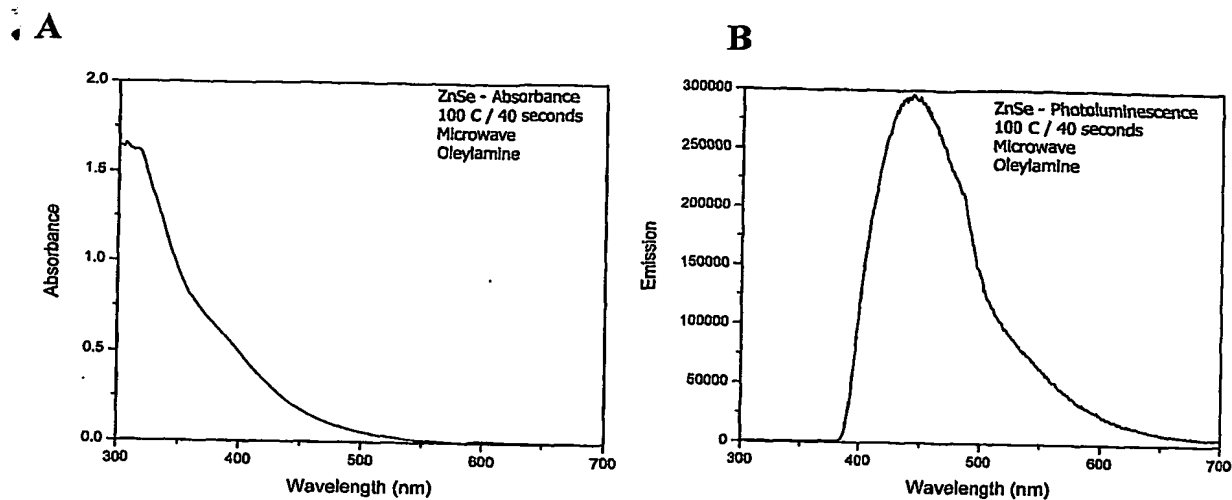 A
2.0
1.5
1.0
0.5
0.0
Absorbance
ZnSe - Absorbance
100 C / 40 seconds
Microwave
Oleylamine
300
400
500
600
700
Wavelength (nm)
B
300000
250000
200000
150000
100000
50000
0
Emission
ZnSe - Photoluminescence
100 C / 40 seconds
Microwave
Oleylamine
300
400
500
600
700
Wavelength (nm)